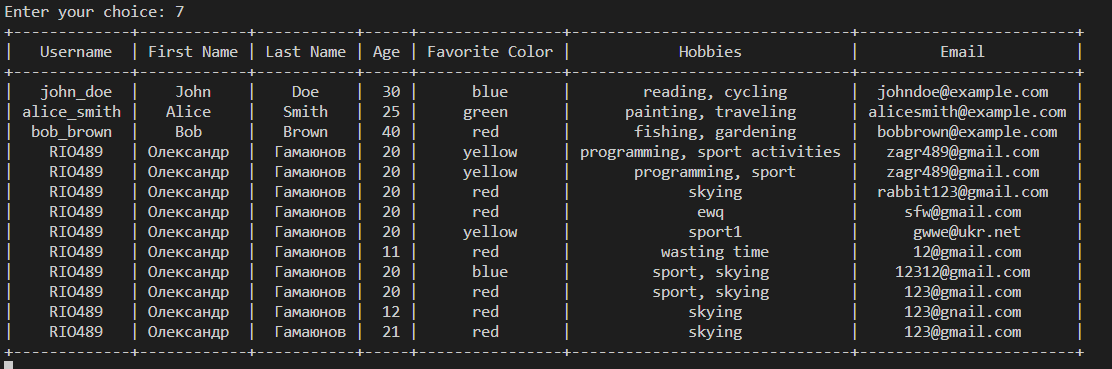 Enter your choice: 7
+-------------+------------+-----------+-----+----------------+-------------------------------+------------------------+
|   Username  | First Name | Last Name | Age | Favorite Color |            Hobbies            |         Email          |
+-------------+------------+-----------+-----+----------------+-------------------------------+------------------------+
|   john_doe  |    John    |    Doe    |  30 |      blue      |        reading, cycling       |  johndoe@example.com   |
| alice_smith |   Alice    |   Smith   |  25 |     green      |      painting, traveling      | alicesmith@example.com |
|  bob_brown  |    Bob     |   Brown   |  40 |      red       |       fishing, gardening      |  bobbrown@example.com  |
|    RIO489   | Олександр  |  Гамаюнов |  20 |     yellow     | programming, sport activities |   zagr489@gmail.com    |
|    RIO489   | Олександр  |  Гамаюнов |  20 |     yellow     |       programming, sport      |   zagr489@gmail.com    |
|    RIO489   | Олександр  |  Гамаюнов |  20 |      red       |             skying            |  rabbit123@gmail.com   |
|    RIO489   | Олександр  |  Гамаюнов |  20 |      red       |              ewq              |     sfw@gmail.com      |
|    RIO489   | Олександр  |  Гамаюнов |  20 |     yellow     |             sport1            |      gwwe@ukr.net      |
|    RIO489   | Олександр  |  Гамаюнов |  11 |      red       |          wasting time         |      12@gmail.com      |
|    RIO489   | Олександр  |  Гамаюнов |  20 |      blue      |         sport, skying         |    12312@gmail.com     |
|    RIO489   | Олександр  |  Гамаюнов |  20 |      red       |         sport, skying         |     123@gmail.com      |
|    RIO489   | Олександр  |  Гамаюнов |  12 |      red       |             skying            |     123@gnail.com      |
|    RIO489   | Олександр  |  Гамаюнов |  21 |      red       |             skying            |     123@gmail.com      |
+-------------+------------+-----------+-----+----------------+-------------------------------+------------------------+